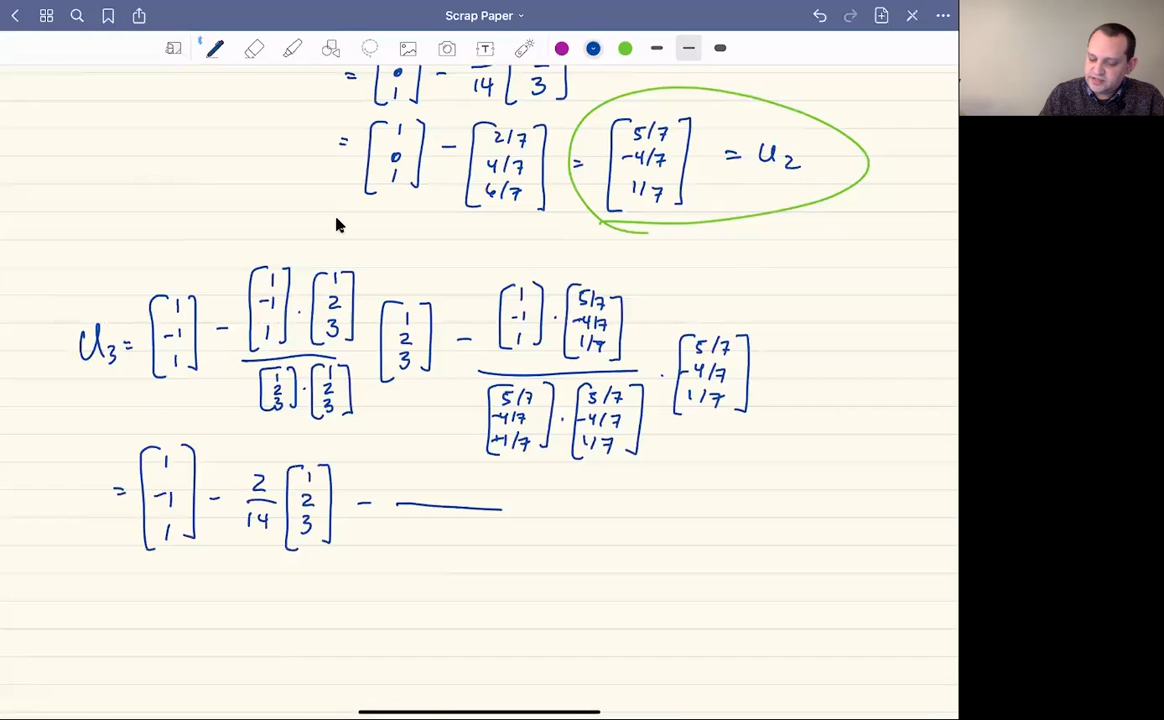 Scrap Paper
= [ 0 1 ] - 14 [ 3 ]
= [ 1 0 1 ] - [ 2/7 4/7 6/7 ] = [ 5/7 -4/7 1/7 ] = u2
u3 = [ 1 -1 1 ] - ([ 1 -1 1 ] · [ 1 2 3 ]) / ([ 1 2 3 ] · [ 1 2 3 ]) [ 1 2 3 ] - ([ 1 -1 1 ] · [ 5/7 -4/7 1/7 ]) / ([ 5/7 -4/7 -1/7 ] · [ 5/7 -4/7 1/7 ]) · [ 5/7 -4/7 1/7 ]
= [ 1 -1 1 ] - 2/14 [ 1 2 3 ] -